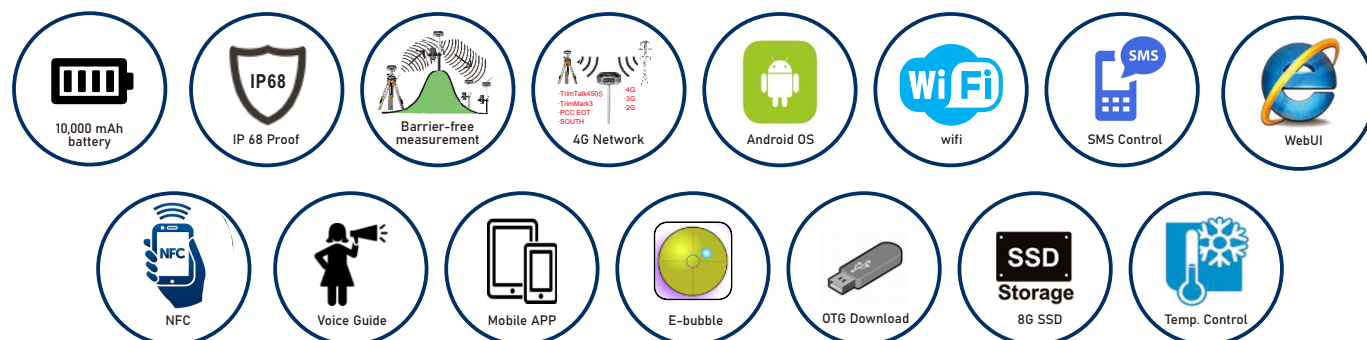 10,000 mAh
battery
IP68
IP 68 Proof
Barrier-free
measurement
·TrimTalk450S
·TrimMark3
·PCC EOT
·SOUTH
·4G
·3G
·2G
4G Network
Android OS
WiFi
wifi
SMS
SMS Control
WebUI
NFC
NFC
Voice Guide
Mobile APP
E-bubble
OTG Download
SSD
Storage
8G SSD
Temp. Control